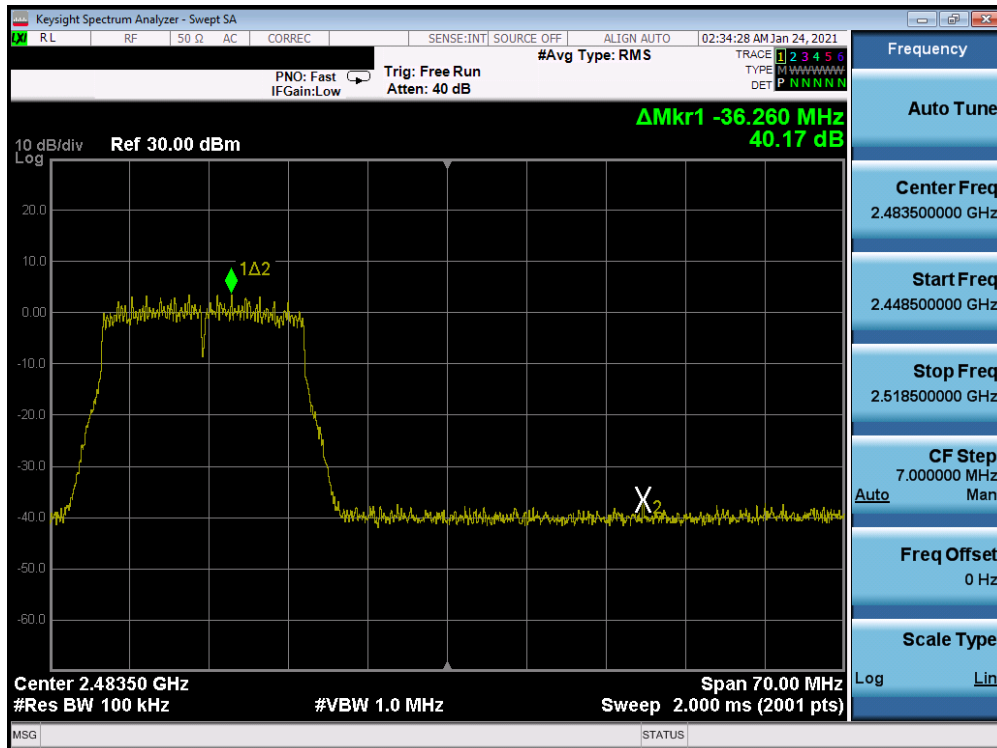 Keysight Spectrum Analyzer - Swept SA
LXI RL RF 50 Ω AC CORREC SENSE:INT SOURCE OFF ALIGN AUTO 02:34:28 AM Jan 24, 2021
#Avg Type: RMS
TRACE 1 2 3 4 5 6
TYPE M W W W W W
DET P N N N N N
PNO: Fast
IFGain:Low
Trig: Free Run
Atten: 40 dB
ΔMkr1 -36.260 MHz
40.17 dB
10 dB/div Ref 30.00 dBm
Log
20.0
10.0
0.00
-10.0
-20.0
-30.0
-40.0
-50.0
-60.0
1Δ2
X2
Center 2.48350 GHz Span 70.00 MHz
#Res BW 100 kHz #VBW 1.0 MHz Sweep 2.000 ms (2001 pts)
MSG STATUS
Frequency
Auto Tune
Center Freq
2.483500000 GHz
Start Freq
2.448500000 GHz
Stop Freq
2.518500000 GHz
CF Step
7.000000 MHz
Auto Man
Freq Offset
0 Hz
Scale Type
Log Lin